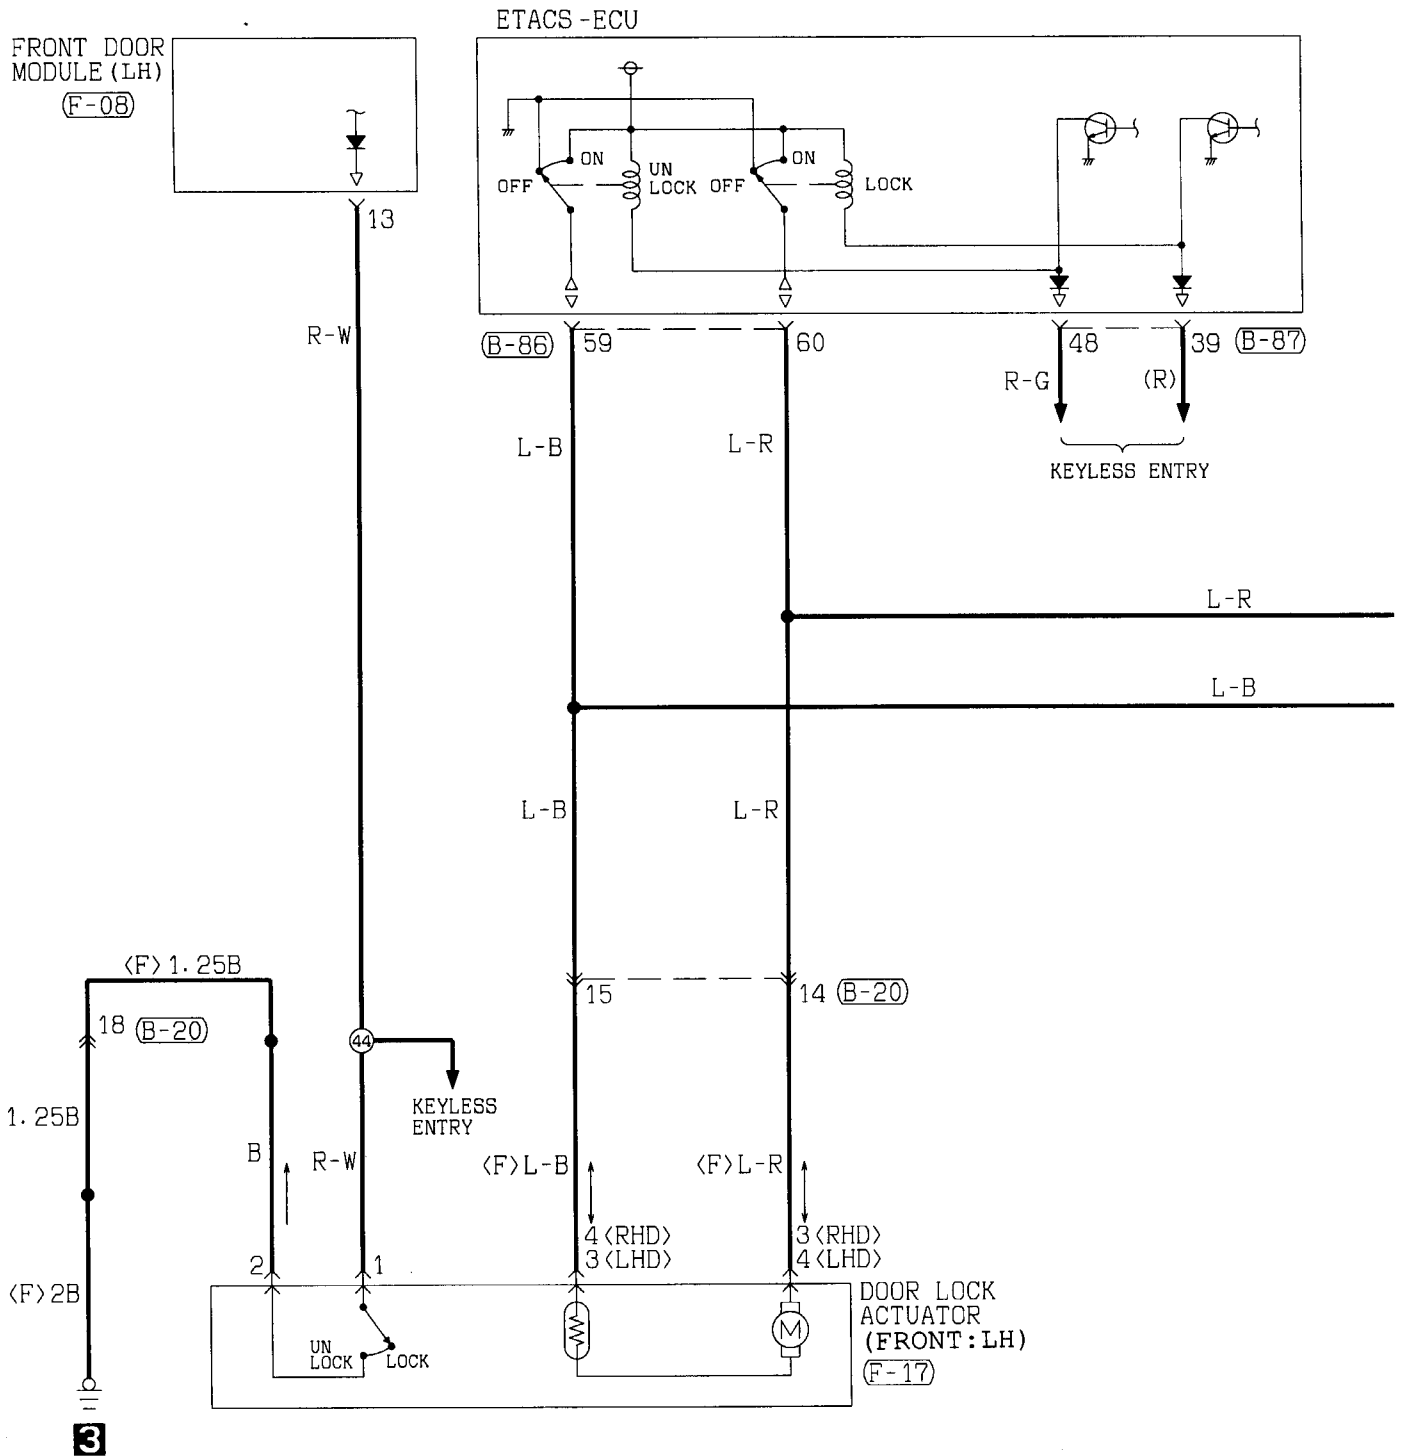 ETACS-ECU
FRONT DOOR
MODULE(LH)
F-08
ON
ON
OFF
UN
LOCK
OFF
LOCK
13
R-W
B-86
59
60
48
39
B-87
R-G
(R)
L-B
L-R
KEYLESS ENTRY
L-R
L-B
L-B
L-R
<F>1.25B
15
14
B-20
18
B-20
44
KEYLESS
ENTRY
1.25B
B
R-W
<F>L-B
<F>L-R
4<RHD>
3<LHD>
3<RHD>
4<LHD>
2
1
<F>2B
DOOR LOCK
ACTUATOR
(FRONT:LH)
F-17
UN
LOCK
LOCK
M
3